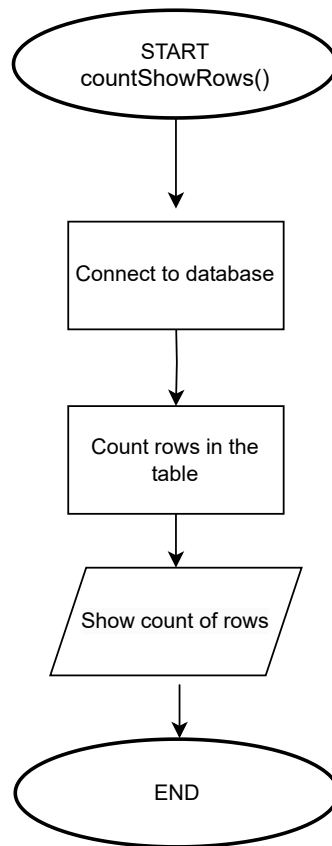 START
countShowRows()
Connect to database
Count rows in the
table
Show count of rows
END